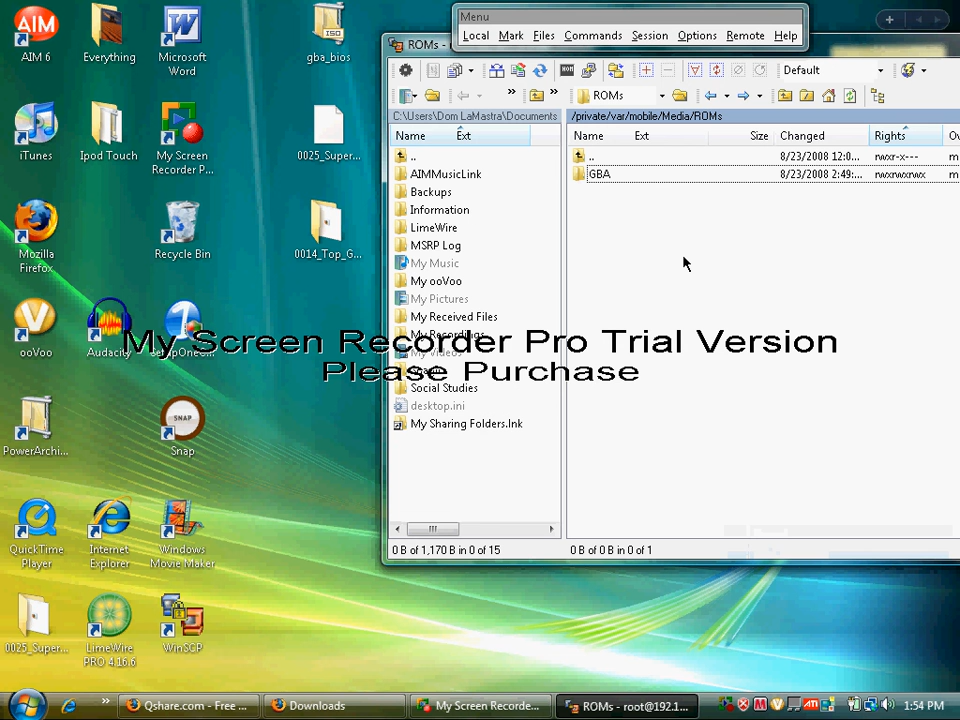 Menu
Local Mark Files Commands Session Options Remote Help
ROMs -
Default
ROMs
C:\Users\Dom LaMastra\Documents
/private/var/mobile/Media/ROMs
Name Ext
Name Ext Size Changed Rights
..
AIMMusicLink
Backups
Information
LimeWire
MSRP Log
My Music
My ooVoo
My Pictures
My Received Files
My Recordings
My Videos
Social Studies
desktop.ini
My Sharing Folders.lnk
.. 8/23/2008 12:0... rwxr-x---
GBA 8/23/2008 2:49:... rwxrwxrwx
0 B of 1,170 B in 0 of 15
0 B of 0 B in 0 of 1
My Screen Recorder Pro Trial Version
Please Purchase
AIM
AIM 6
Everything
Microsoft
Word
ISO
gba_bios
iTunes
Ipod Touch
My Screen
Recorder P...
0025_Super...
Mozilla
Firefox
Recycle Bin
0014_Top_G...
ooVoo
Audacity
PowerArchi...
SNAP
Snap
QuickTime
Player
Internet
Explorer
Windows
Movie Maker
0025_Super...
LimeWire
PRO 4.16.6
WinSCP
Qshare.com - Free ...
Downloads
My Screen Recorde...
ROMs - root@192.1...
1:54 PM